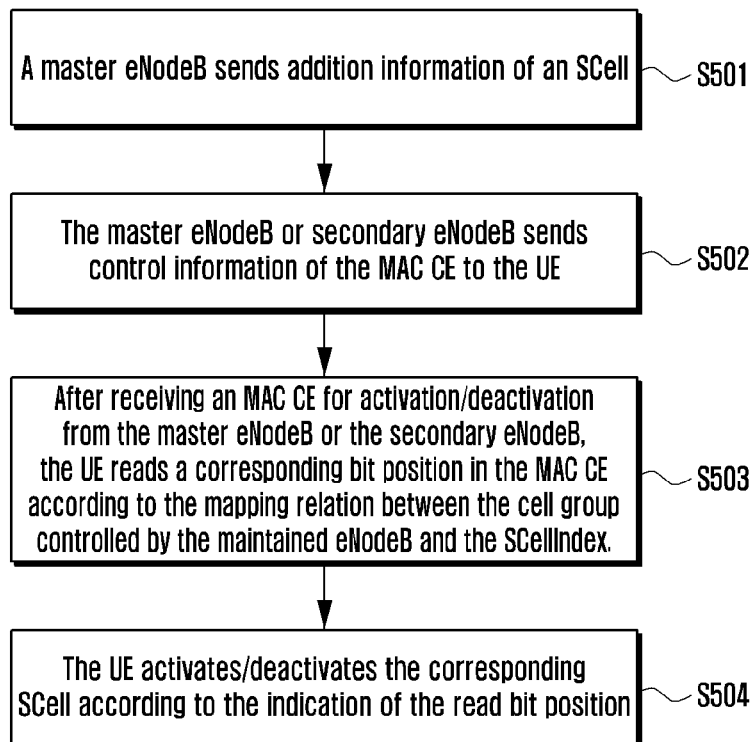 A master eNodeB sends addition information of an SCell
S501
The master eNodeB or secondary eNodeB sends
control information of the MAC CE to the UE
S502
After receiving an MAC CE for activation/deactivation
from the master eNodeB or the secondary eNodeB,
the UE reads a corresponding bit position in the MAC CE
according to the mapping relation between the cell group
controlled by the maintained eNodeB and the SCellIndex.
S503
The UE activates/deactivates the corresponding
SCell according to the indication of the read bit position
S504